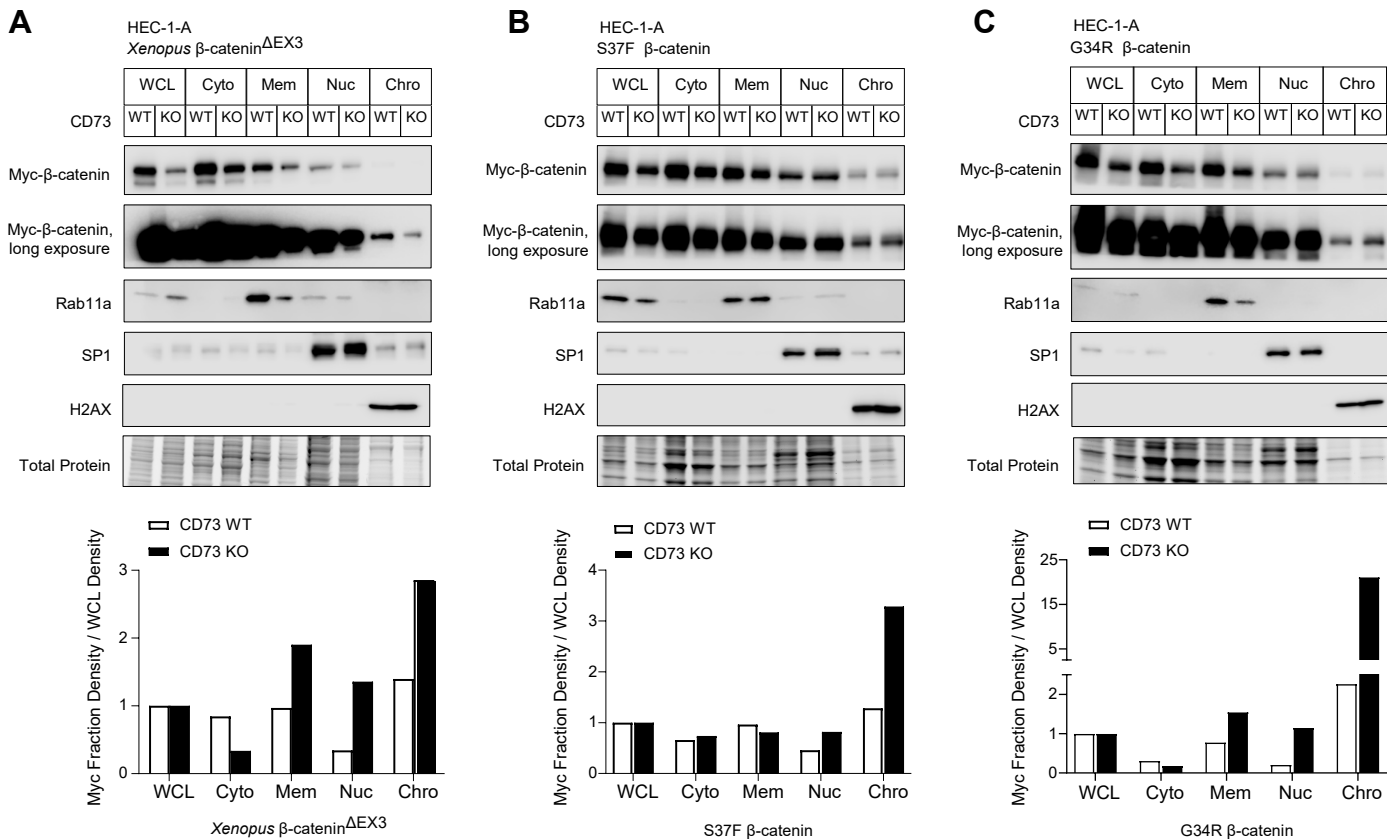 A
HEC-1-A
Xenopus β-catenin^ΔEX3
WCL Cyto Mem Nuc Chro
CD73 WT KO WT KO WT KO WT KO WT KO
Myc-β-catenin
Myc-β-catenin,
long exposure
Rab11a
SP1
H2AX
Total Protein
CD73 WT
CD73 KO
Myc Fraction Density / WCL Density
3
2
1
0
WCL Cyto Mem Nuc Chro
Xenopus β-catenin^ΔEX3
B
HEC-1-A
S37F β-catenin
WCL Cyto Mem Nuc Chro
CD73 WT KO WT KO WT KO WT KO WT KO
Myc-β-catenin
Myc-β-catenin,
long exposure
Rab11a
SP1
H2AX
Total Protein
CD73 WT
CD73 KO
Myc Fraction Density / WCL Density
4
3
2
1
0
WCL Cyto Mem Nuc Chro
S37F β-catenin
C
HEC-1-A
G34R β-catenin
WCL Cyto Mem Nuc Chro
CD73 WT KO WT KO WT KO WT KO WT KO
Myc-β-catenin
Myc-β-catenin,
long exposure
Rab11a
SP1
H2AX
Total Protein
CD73 WT
CD73 KO
Myc Fraction Density / WCL Density
25
15
5
2
1
0
WCL Cyto Mem Nuc Chro
G34R β-catenin